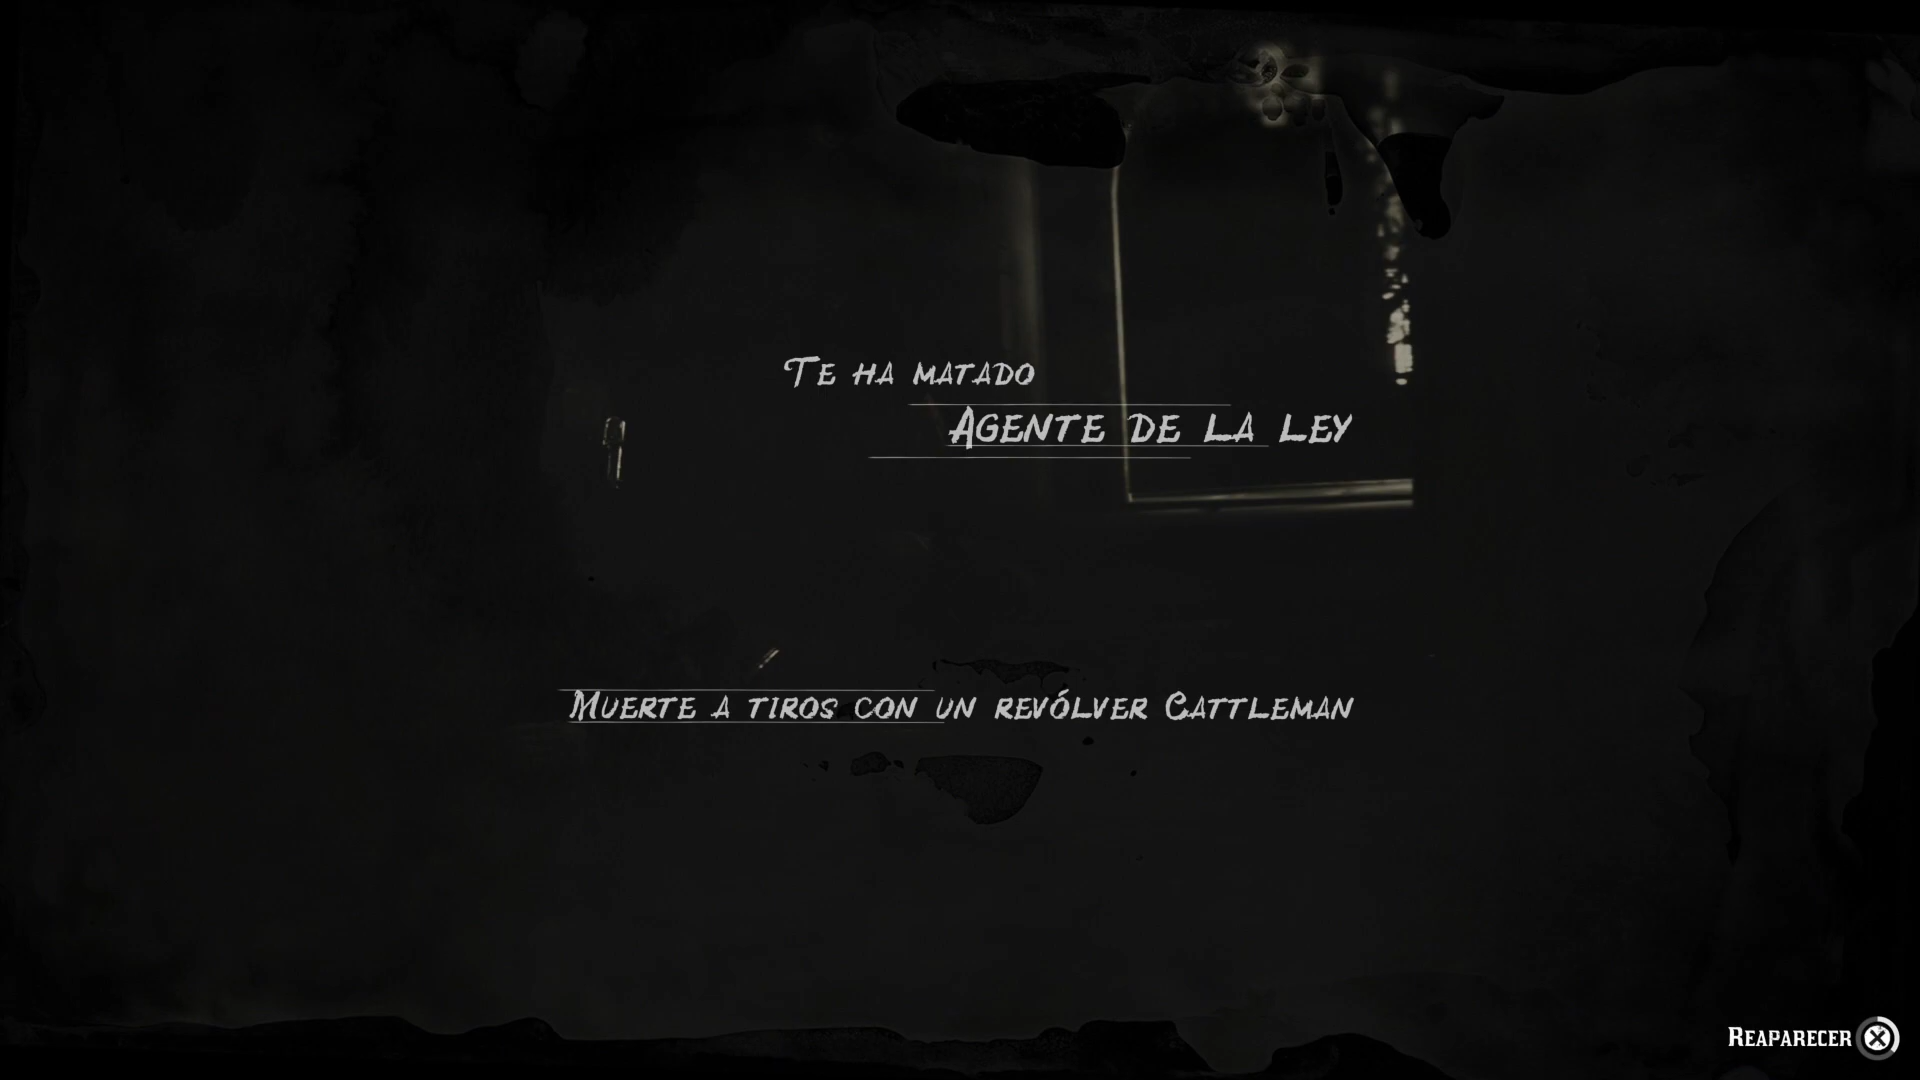 Te ha matado
Agente de la ley
Muerte a tiros con un revólver Cattleman
Reaparecer